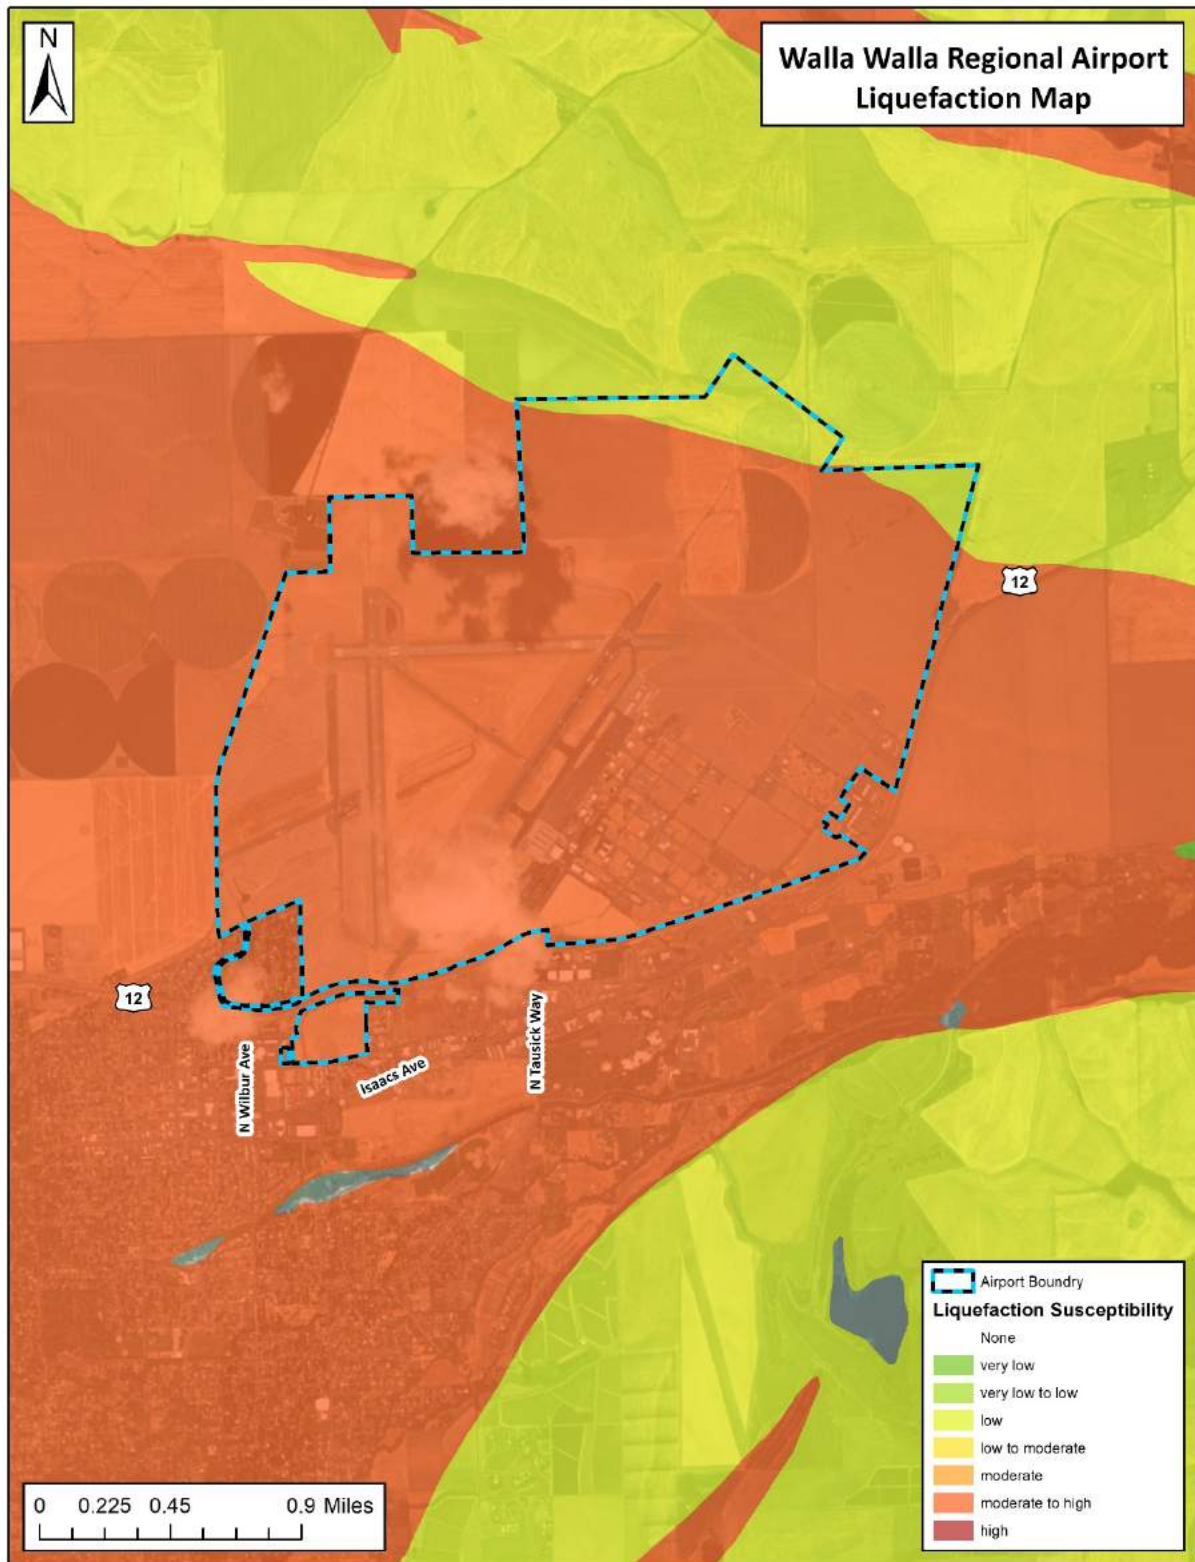 N
Walla Walla Regional Airport
Liquefaction Map
12
12
N Wilbur Ave
Isaacs Ave
N Tausick Way
Airport Boundry
Liquefaction Susceptibility
None
very low
very low to low
low
low to moderate
moderate
moderate to high
high
0 0.225 0.45 0.9 Miles